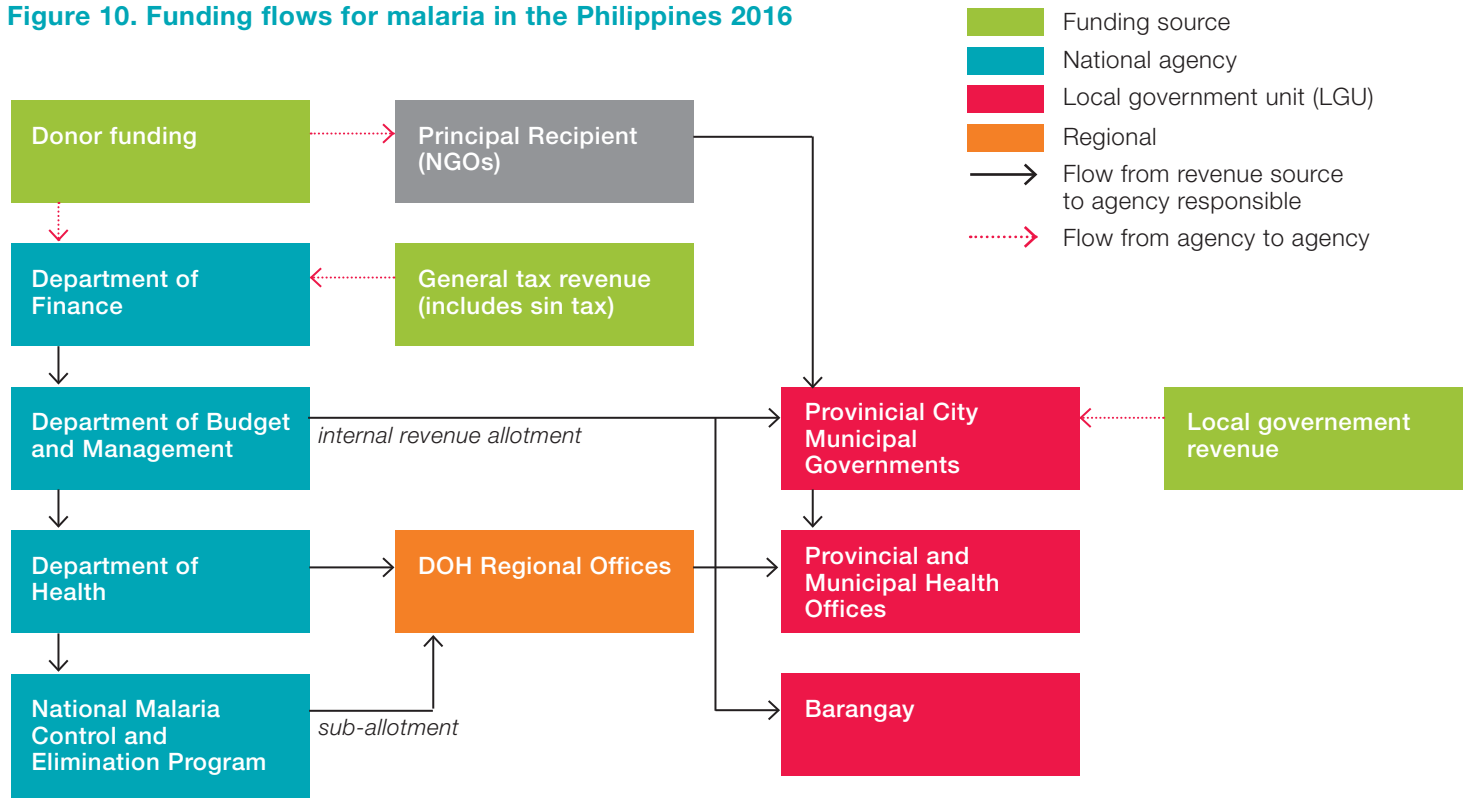 Figure 10. Funding flows for malaria in the Philippines 2016
Funding source
National agency
Local government unit (LGU)
Regional
Flow from revenue source
to agency responsible
Flow from agency to agency
Donor funding
Principal Recipient
(NGOs)
Department of
Finance
General tax revenue
(includes sin tax)
Department of Budget
and Management
internal revenue allotment
Provinicial City
Municipal
Governments
Local governement
revenue
Department of
Health
DOH Regional Offices
Provincial and
Municipal Health
Offices
National Malaria
Control and
Elimination Program
sub-allotment
Barangay